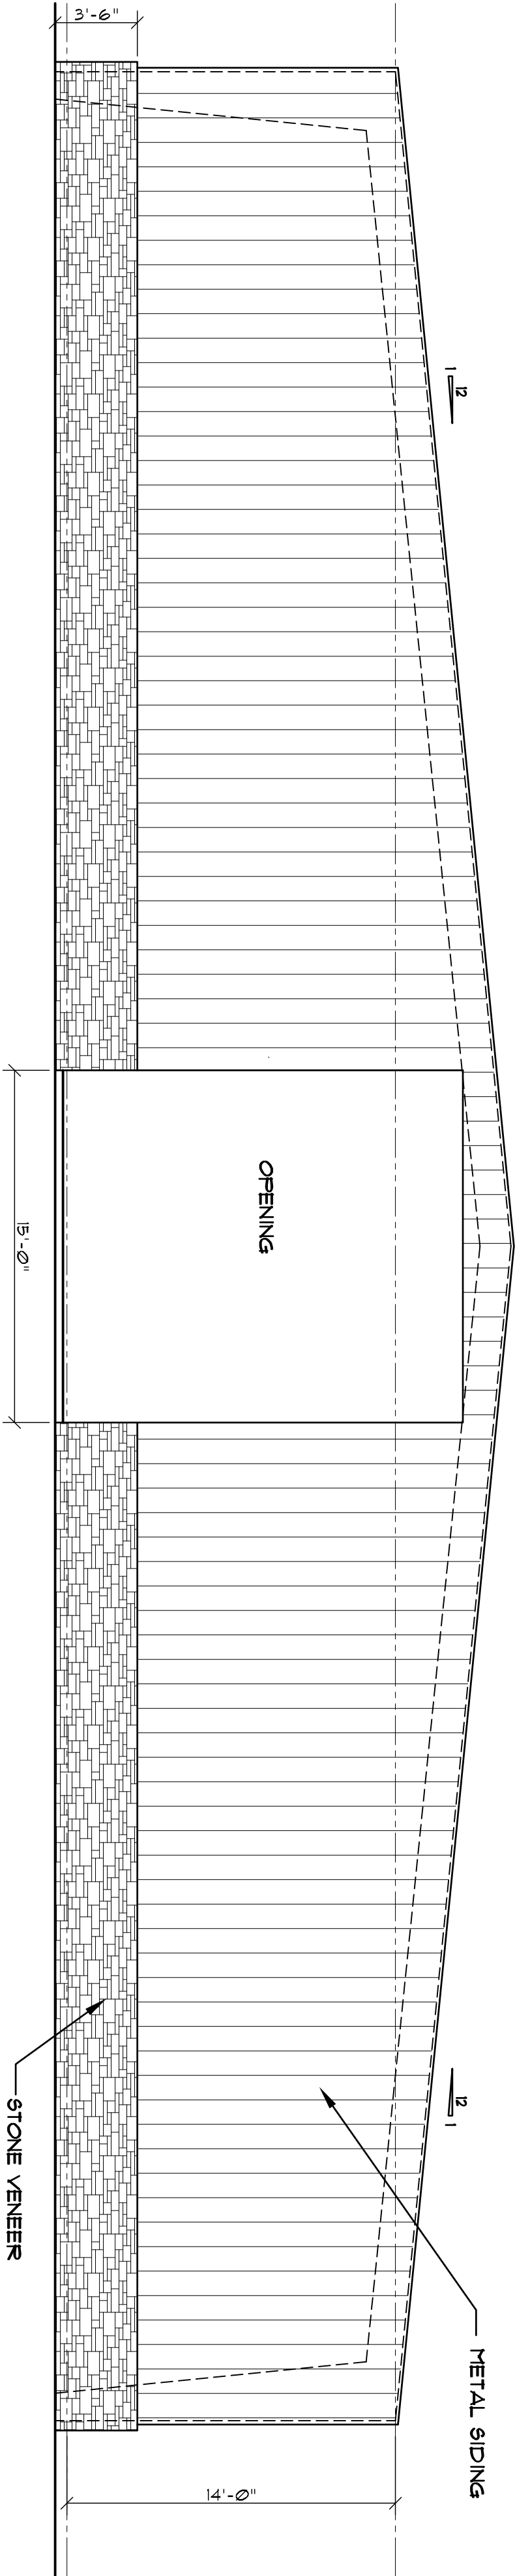 3'-6"
12
1
OPENING
15'-0"
12
1
STONE VENEER
METAL SIDING
14'-0"